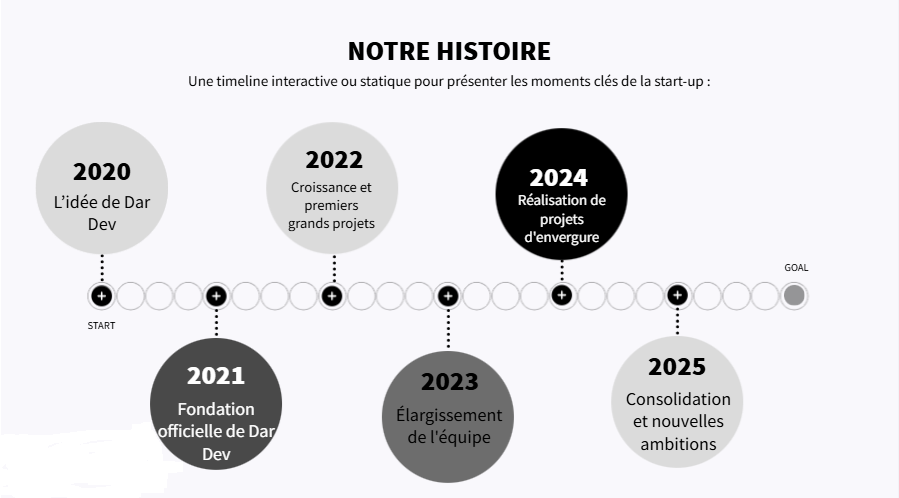 NOTRE HISTOIRE
Une timeline interactive ou statique pour présenter les moments clés de la start-up :
2020
L'idée de Dar
Dev
2022
Croissance et
premiers
grands projets
2024
Réalisation de
projets
d'envergure
GOAL
START
2021
Fondation
officielle de Dar
Dev
2023
Élargissement
de l'équipe
2025
Consolidation
et nouvelles
ambitions